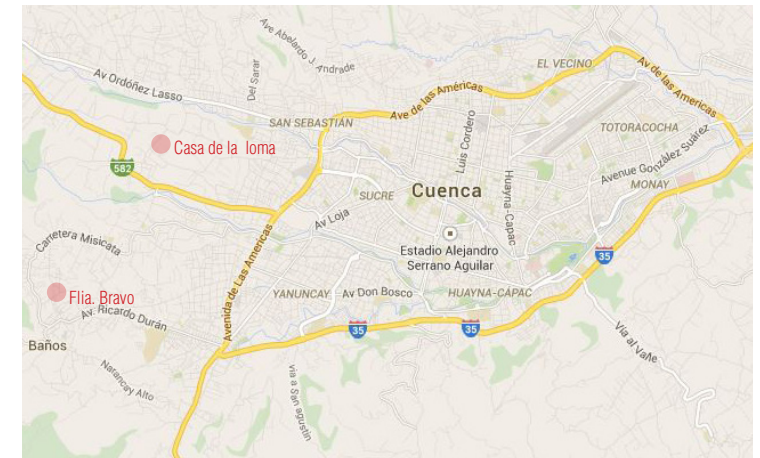 Ave Abelardo J. Andrade
EL VECINO
Av de las Americas
Av Ordóñez Lasso
Del Sarar
Ave de las Américas
SAN SEBASTIÁN
Luis Cordero
TOTORACOCHA
Casa de la loma
582
Avenue González Suárez
Huayna-Capac
MONAY
SUCRE
Cuenca
Av Loja
Carretera Misicata
Estadio Alejandro
Serrano Aguilar
35
Avenida de Las Americas
Flia. Bravo
YANUNCAY
Av Don Bosco
HUAYNA-CAPAC
Av. Ricardo Durán
35
35
Vía al Valle
Baños
Narancay Alto
via a San agustin